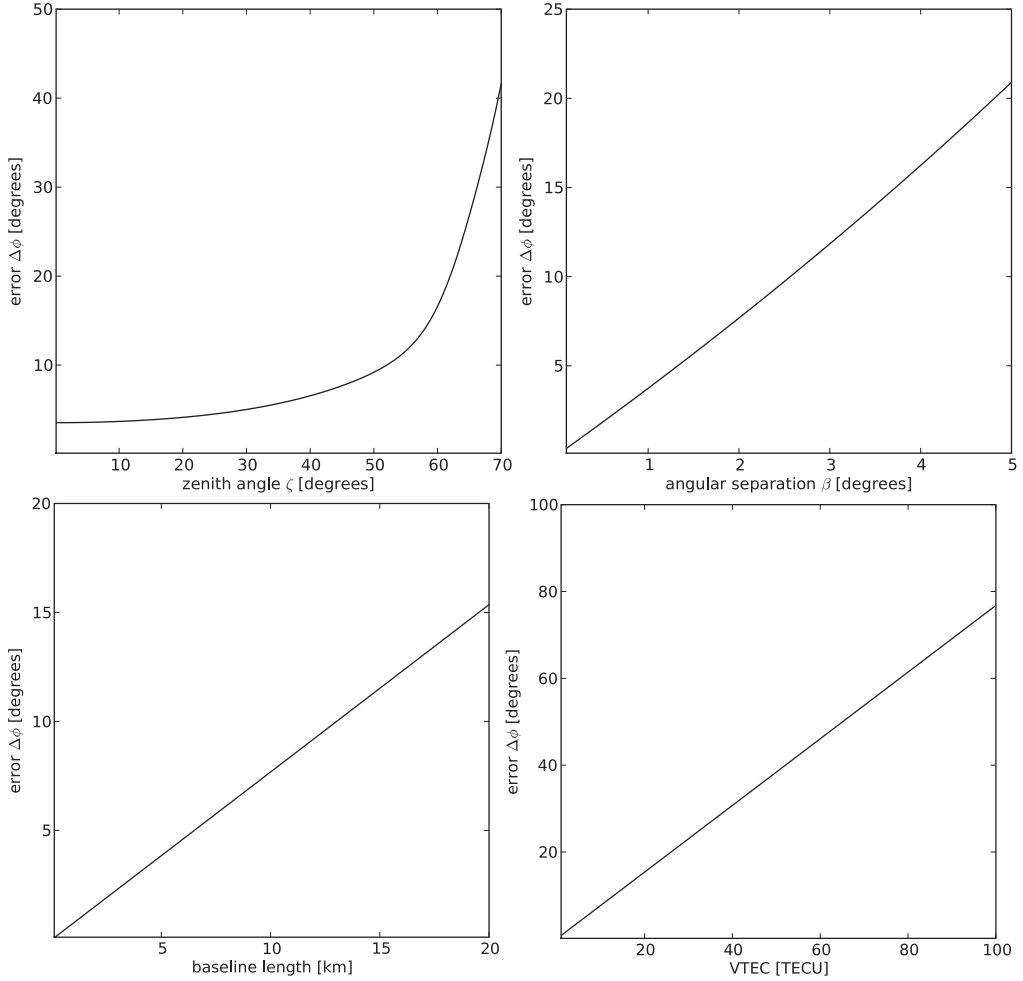 50
40
30
20
10
error Δϕ [degrees]
10 20 30 40 50 60 70
zenith angle ζ [degrees]
25
20
15
10
5
error Δϕ [degrees]
1 2 3 4 5
angular separation β [degrees]
20
15
10
5
error Δϕ [degrees]
5 10 15 20
baseline length [km]
100
80
60
40
20
error Δϕ [degrees]
20 40 60 80 100
VTEC [TECU]